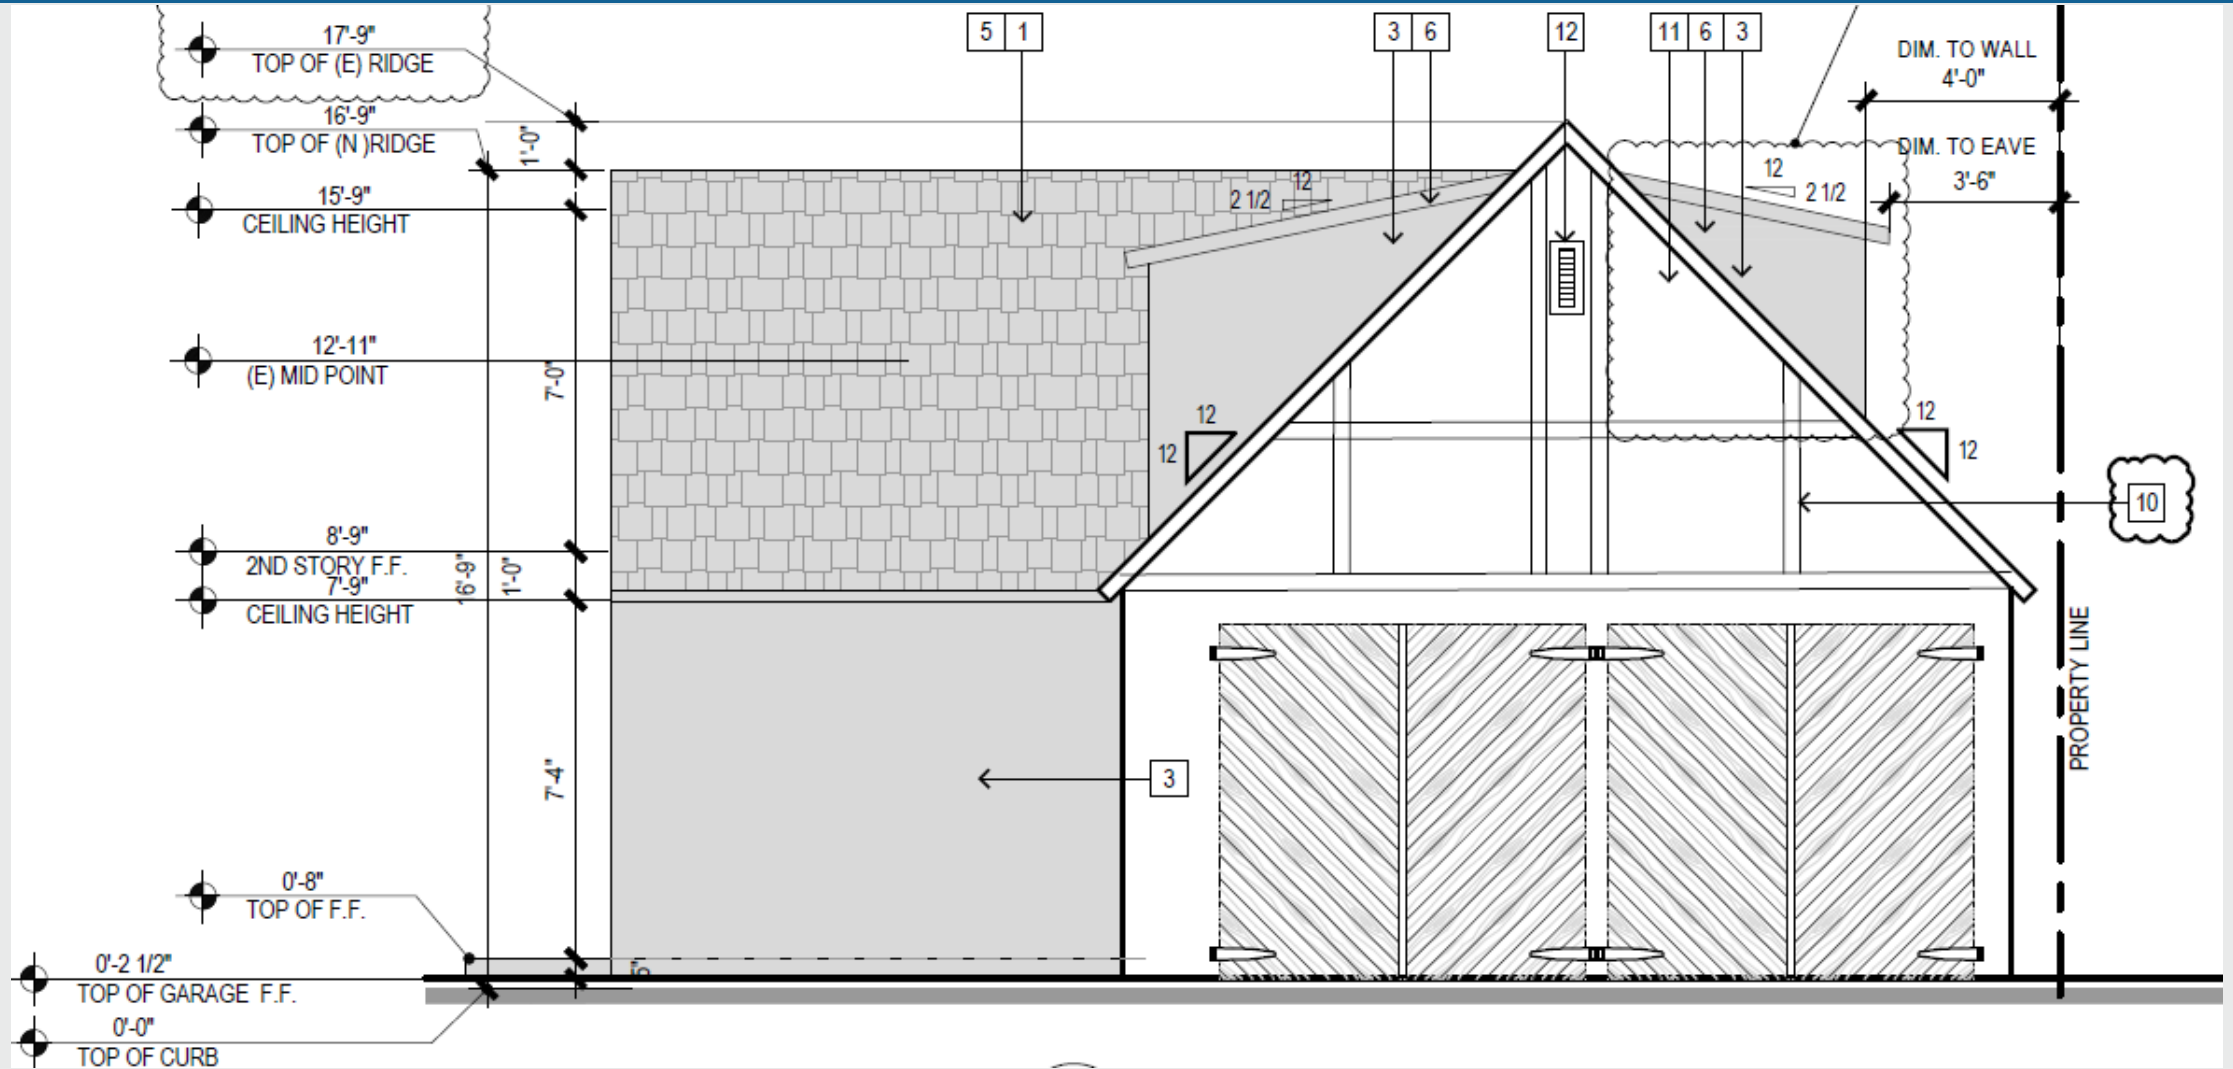 17'-9"
TOP OF (E) RIDGE
16'-9"
TOP OF (N )RIDGE
15'-9"
CEILING HEIGHT
12'-11"
(E) MID POINT
8'-9"
2ND STORY F.F.
7'-9"
CEILING HEIGHT
0'-8"
TOP OF F.F.
0'-2 1/2"
TOP OF GARAGE F.F.
0'-0"
TOP OF CURB
16'-9"
1'-0"
7'-0"
1'-0"
7'-4"
5 1
3 6
12
11 6 3
DIM. TO WALL
4'-0"
DIM. TO EAVE
3'-6"
12
2 1/2
12
2 1/2
12
12
12
12
10
3
PROPERTY LINE